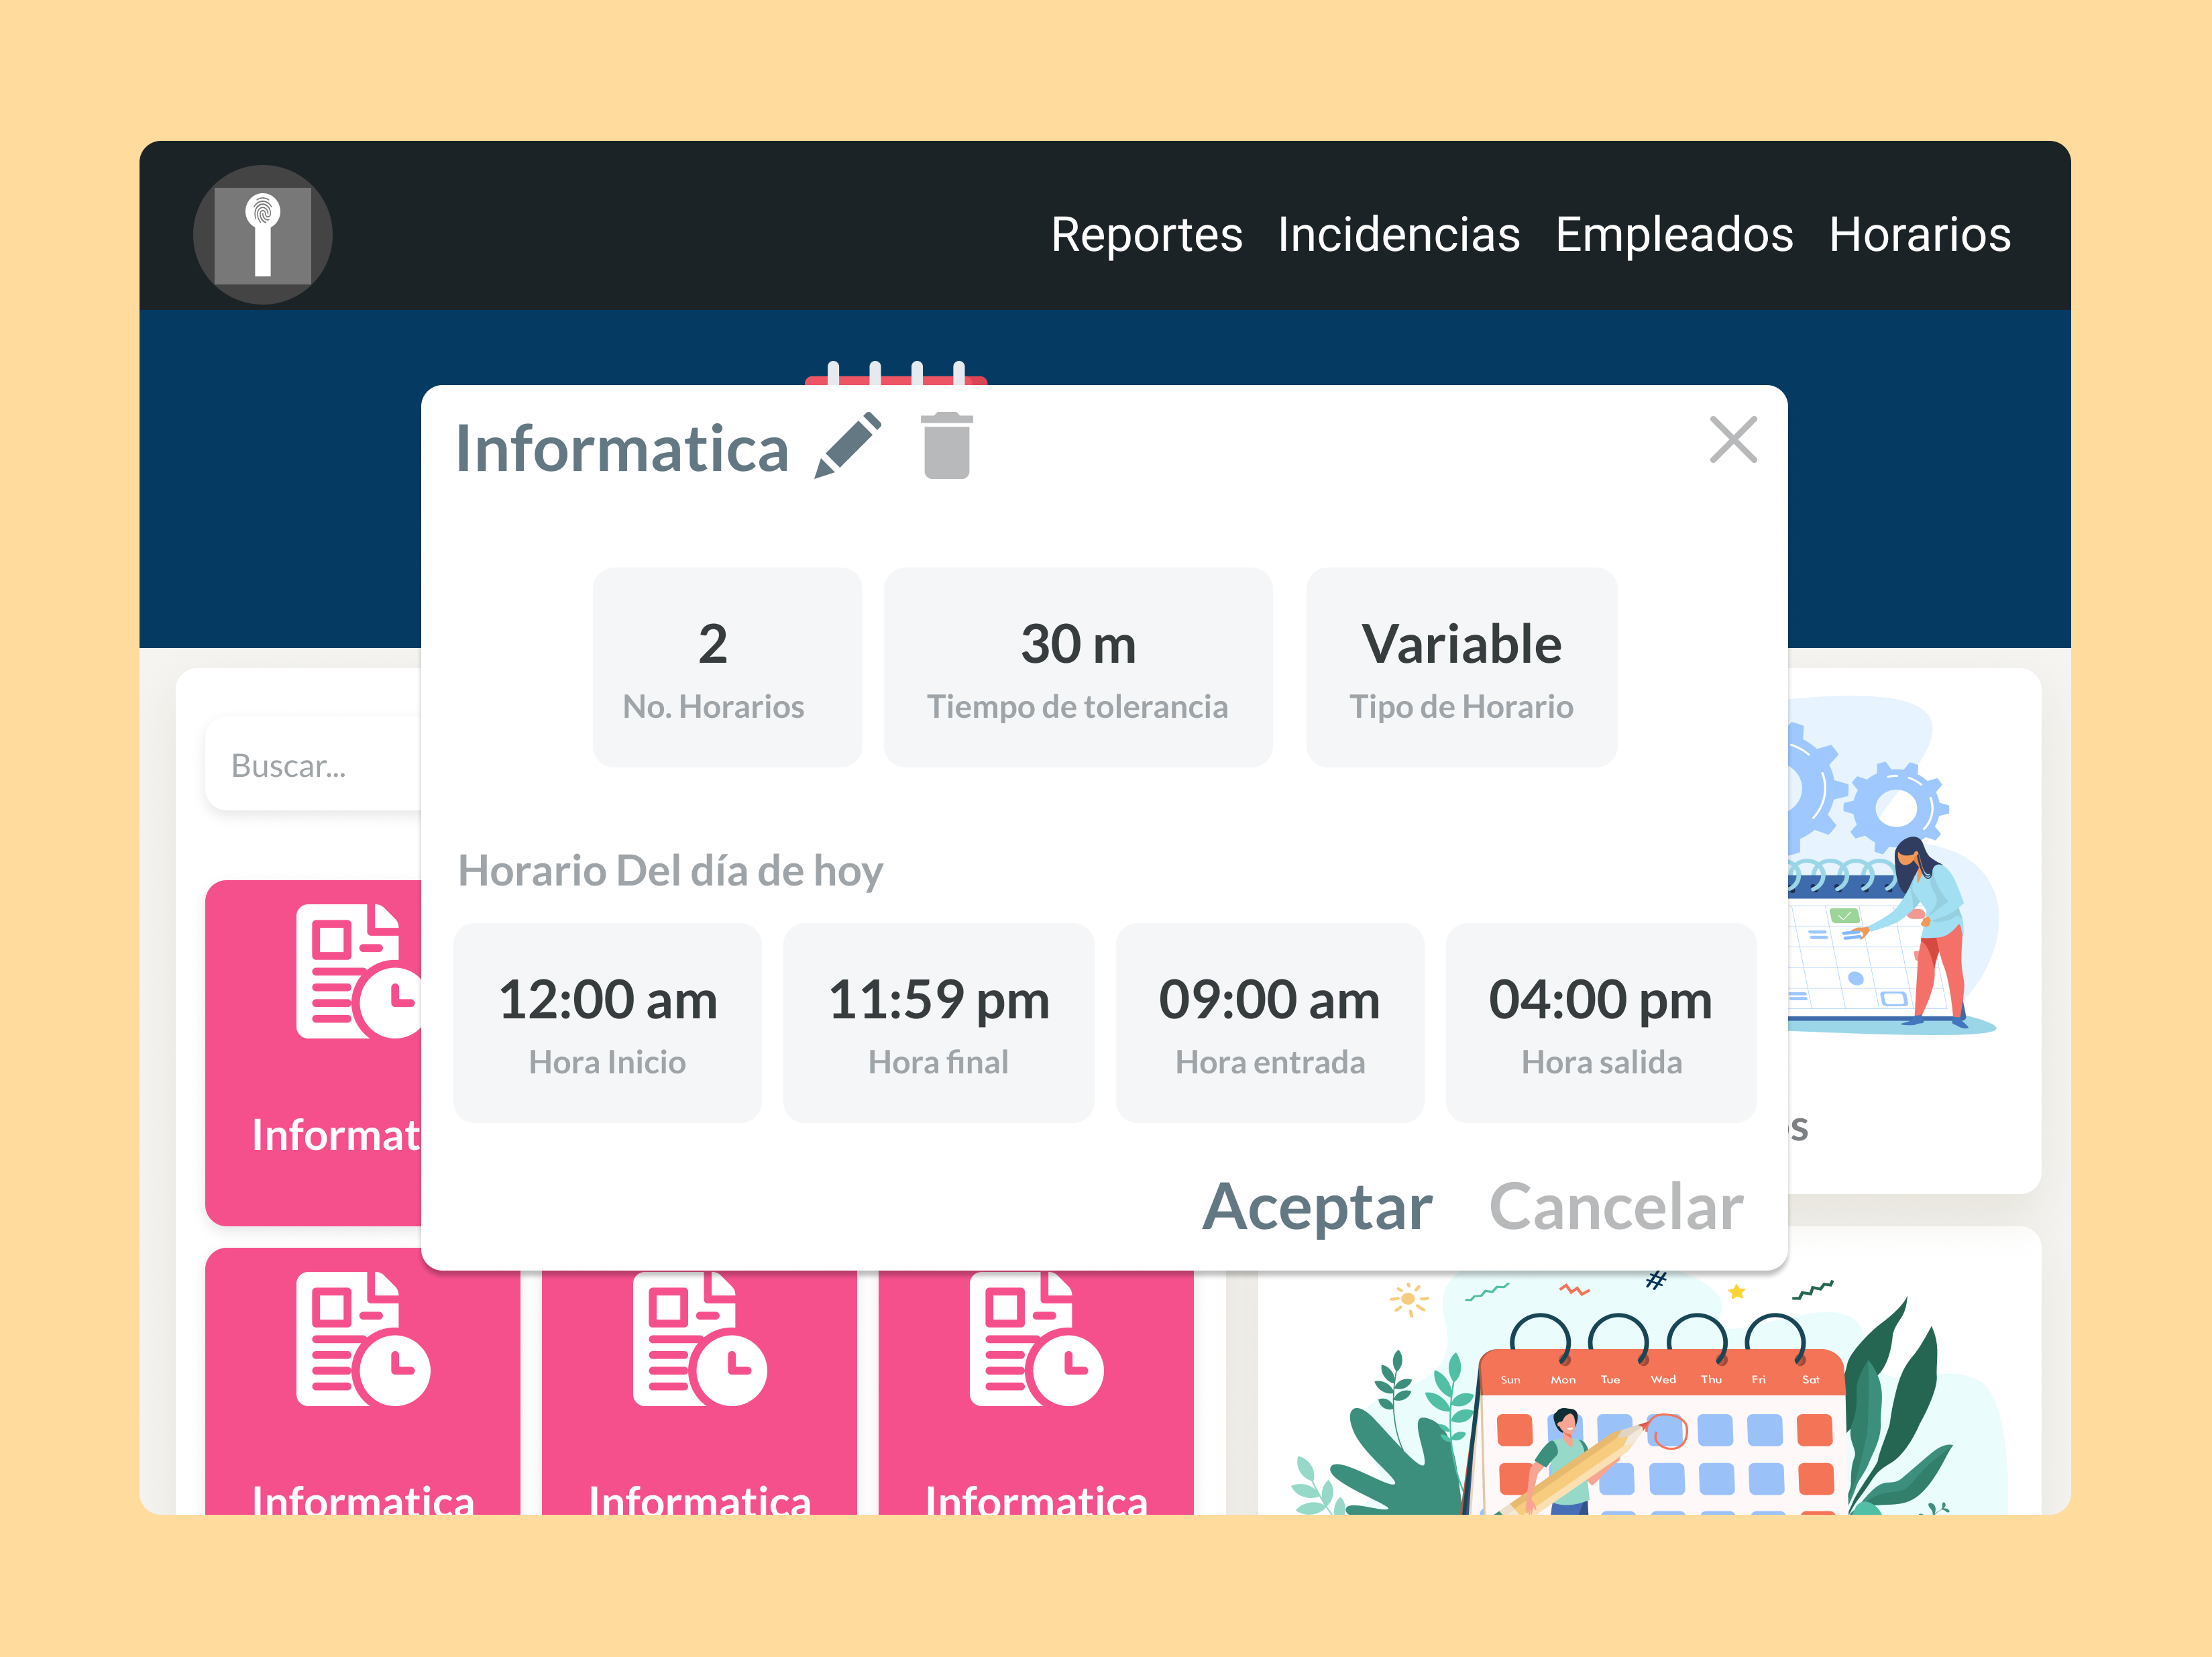 Reportes Incidencias Empleados Horarios
Informatica
2
No. Horarios
30 m
Tiempo de tolerancia
Variable
Tipo de Horario
Buscar...
Horario Del día de hoy
12:00 am
Hora Inicio
11:59 pm
Hora final
09:00 am
Hora entrada
04:00 pm
Hora salida
Informat
s
Aceptar Cancelar
#
Sun Mon Tue Wed Thu Fri Sat
Informatica Informatica Informatica